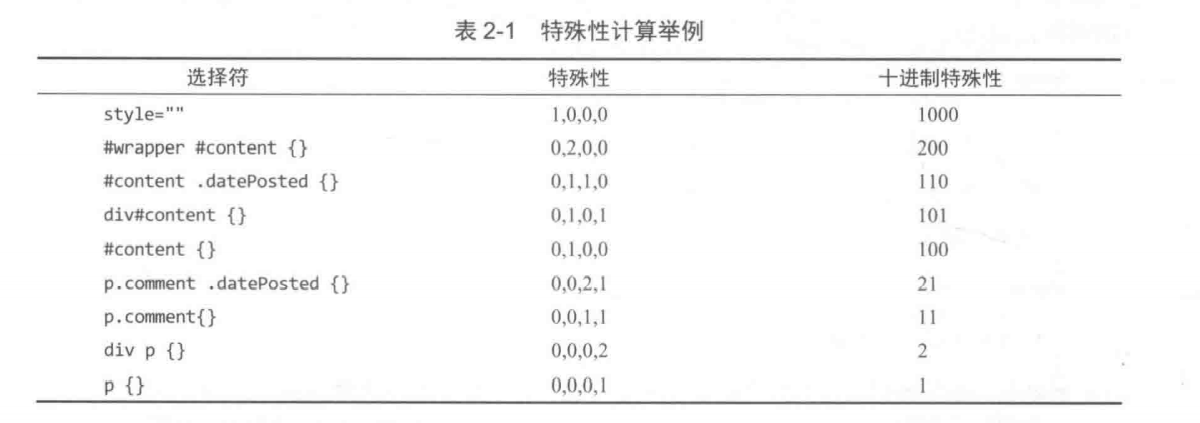 表 2-1 特殊性计算举例
选择符 特殊性 十进制特殊性
style="" 1,0,0,0 1000
#wrapper #content {} 0,2,0,0 200
#content .datePosted {} 0,1,1,0 110
div#content {} 0,1,0,1 101
#content {} 0,1,0,0 100
p.comment .datePosted {} 0,0,2,1 21
p.comment{} 0,0,1,1 11
div p {} 0,0,0,2 2
p {} 0,0,0,1 1